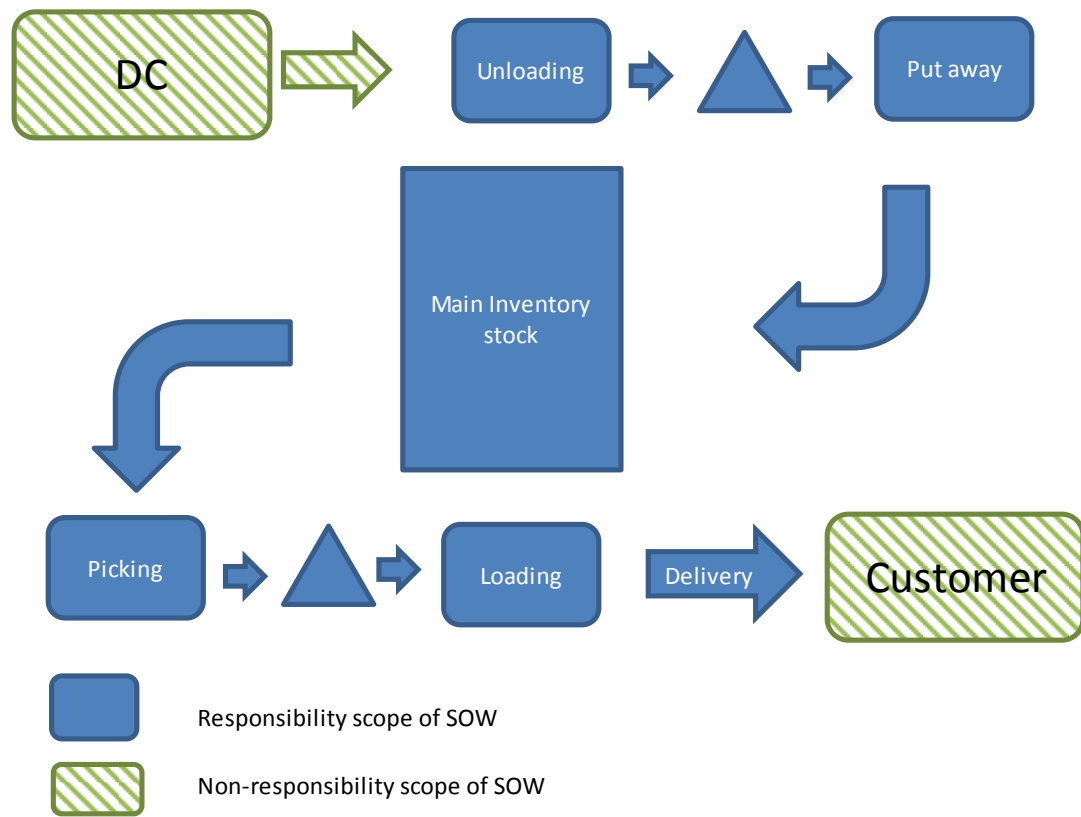 DC
Unloading
Put away
Main Inventory
stock
Picking
Loading
Delivery
Customer
Responsibility scope of SOW
Non-responsibility scope of SOW